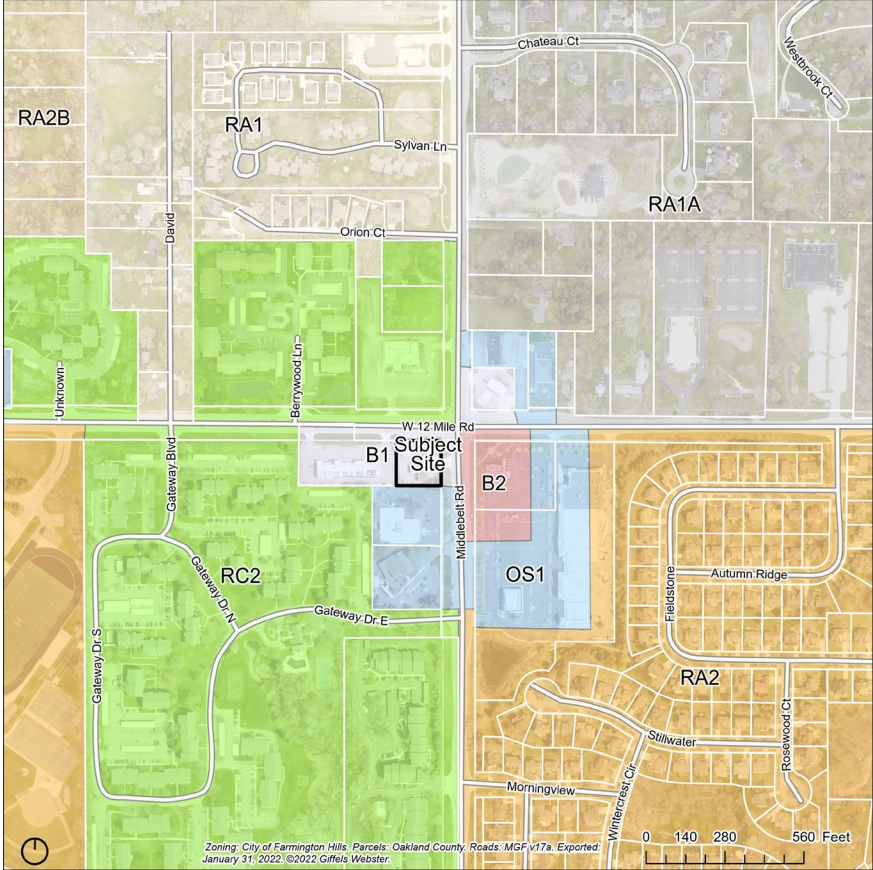 Chateau Ct
Westbrook Ct
RA2B
RA1
Sylvan Ln
RA1A
David
Orion Ct
Berrywood Ln
Unknown
W 12 Mile Rd
B1
Subject
Site
Gateway Blvd
B2
Middlebelt Rd
RC2
OS1
Gateway Dr N
Fieldstone
Autumn Ridge
Gateway Dr E
Gateway Dr S
RA2
Rosewood Ct
Stillwater
Morningview
Wintercrest Cir
0 140 280 560 Feet
Zoning: City of Farmington Hills. Parcels: Oakland County. Roads: MGF v17a. Exported:
January 31, 2022. ©2022 Giffels Webster.